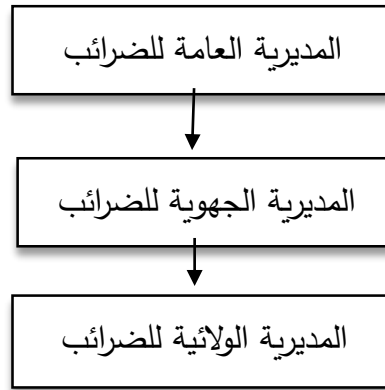 المديرية العامة للضرائب
المديرية الجهوية للضرائب
المديرية الولائية للضرائب